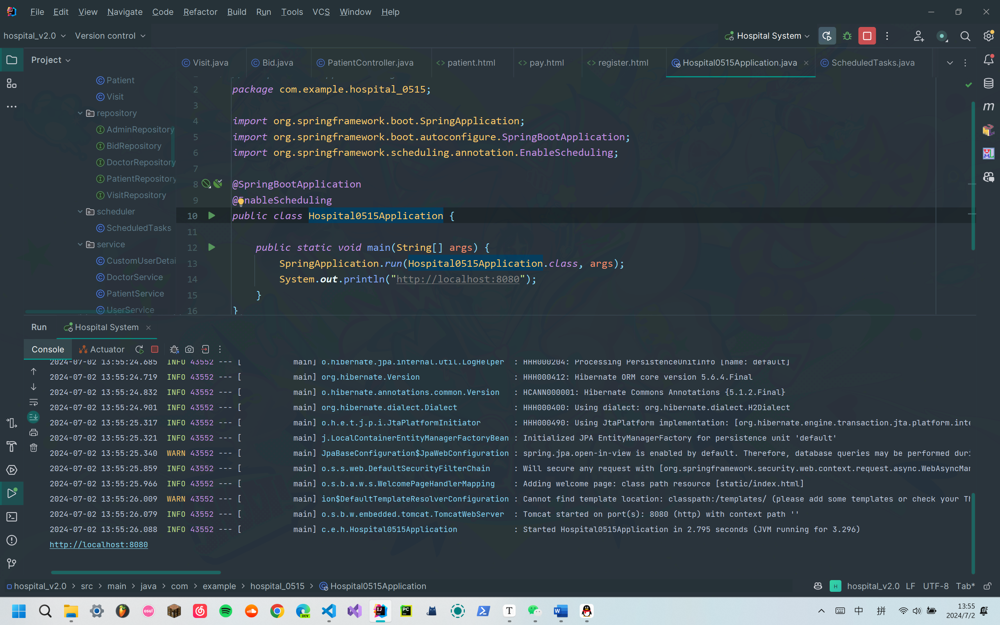 File Edit View Navigate Code Refactor Build Run Tools VCS Window Help
hospital_v2.0 Version control Hospital System
Project
Visit.java Bid.java PatientController.java patient.html pay.html register.html Hospital0515Application.java ScheduledTasks.java
Patient
Visit
repository
AdminRepository
BidRepository
DoctorRepository
PatientRepository
VisitRepository
scheduler
ScheduledTasks
service
CustomUserDetai
DoctorService
PatientService
UserService
2 package com.example.hospital_0515;
3
4 import org.springframework.boot.SpringApplication;
5 import org.springframework.boot.autoconfigure.SpringBootApplication;
6 import org.springframework.scheduling.annotation.EnableScheduling;
7
8 @SpringBootApplication
9 @EnableScheduling
10 public class Hospital0515Application {
11
12 public static void main(String[] args) {
13 SpringApplication.run(Hospital0515Application.class, args);
14 System.out.println("http://localhost:8080");
15 }
16 }
Run Hospital System
Console Actuator
2024-07-02 13:55:24.685 INFO 43552 --- [ main] o.hibernate.jpa.internal.util.LogHelper : HHH000204: Processing PersistenceUnitInfo [name: default]
2024-07-02 13:55:24.719 INFO 43552 --- [ main] org.hibernate.Version : HHH000412: Hibernate ORM core version 5.6.4.Final
2024-07-02 13:55:24.832 INFO 43552 --- [ main] o.hibernate.annotations.common.Version : HCANN000001: Hibernate Commons Annotations {5.1.2.Final}
2024-07-02 13:55:24.901 INFO 43552 --- [ main] org.hibernate.dialect.Dialect : HHH000400: Using dialect: org.hibernate.dialect.H2Dialect
2024-07-02 13:55:25.317 INFO 43552 --- [ main] o.h.e.t.j.p.i.JtaPlatformInitiator : HHH000490: Using JtaPlatform implementation: [org.hibernate.engine.transaction.jta.platform.inte
2024-07-02 13:55:25.321 INFO 43552 --- [ main] j.LocalContainerEntityManagerFactoryBean : Initialized JPA EntityManagerFactory for persistence unit 'default'
2024-07-02 13:55:25.340 WARN 43552 --- [ main] JpaBaseConfiguration$JpaWebConfiguration : spring.jpa.open-in-view is enabled by default. Therefore, database queries may be performed duri
2024-07-02 13:55:25.859 INFO 43552 --- [ main] o.s.s.web.DefaultSecurityFilterChain : Will secure any request with [org.springframework.security.web.context.request.async.WebAsyncMan
2024-07-02 13:55:25.966 INFO 43552 --- [ main] o.s.b.a.w.s.WelcomePageHandlerMapping : Adding welcome page: class path resource [static/index.html]
2024-07-02 13:55:26.009 WARN 43552 --- [ main] ion$DefaultTemplateResolverConfiguration : Cannot find template location: classpath:/templates/ (please add some templates or check your Th
2024-07-02 13:55:26.079 INFO 43552 --- [ main] o.s.b.w.embedded.tomcat.TomcatWebServer : Tomcat started on port(s): 8080 (http) with context path ''
2024-07-02 13:55:26.088 INFO 43552 --- [ main] c.e.h.Hospital0515Application : Started Hospital0515Application in 2.795 seconds (JVM running for 3.296)
http://localhost:8080
hospital_v2.0 > src > main > java > com > example > hospital_0515 > Hospital0515Application
H hospital_v2.0 LF UTF-8 Tab*
中 拼 13:55
2024/7/2